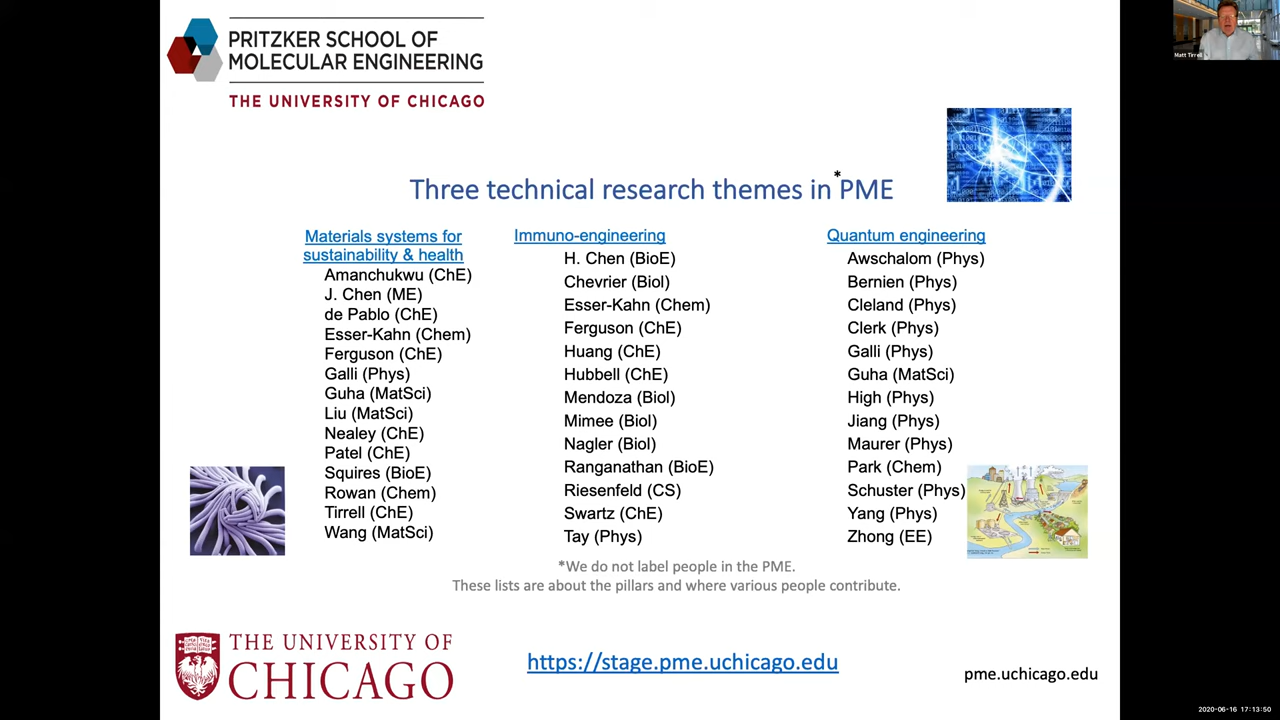 PRITZKER SCHOOL OF
MOLECULAR ENGINEERING
THE UNIVERSITY OF CHICAGO
Matt Tirrell
Three technical research themes in *PME
Materials systems for
sustainability & health
Amanchukwu (ChE)
J. Chen (ME)
de Pablo (ChE)
Esser-Kahn (Chem)
Ferguson (ChE)
Galli (Phys)
Guha (MatSci)
Liu (MatSci)
Nealey (ChE)
Patel (ChE)
Squires (BioE)
Rowan (Chem)
Tirrell (ChE)
Wang (MatSci)
Immuno-engineering
H. Chen (BioE)
Chevrier (Biol)
Esser-Kahn (Chem)
Ferguson (ChE)
Huang (ChE)
Hubbell (ChE)
Mendoza (Biol)
Mimee (Biol)
Nagler (Biol)
Ranganathan (BioE)
Riesenfeld (CS)
Swartz (ChE)
Tay (Phys)
Quantum engineering
Awschalom (Phys)
Bernien (Phys)
Cleland (Phys)
Clerk (Phys)
Galli (Phys)
Guha (MatSci)
High (Phys)
Jiang (Phys)
Maurer (Phys)
Park (Chem)
Schuster (Phys)
Yang (Phys)
Zhong (EE)
*We do not label people in the PME.
These lists are about the pillars and where various people contribute.
THE UNIVERSITY OF
CHICAGO
https://stage.pme.uchicago.edu
pme.uchicago.edu
2020-06-16 17:13:50